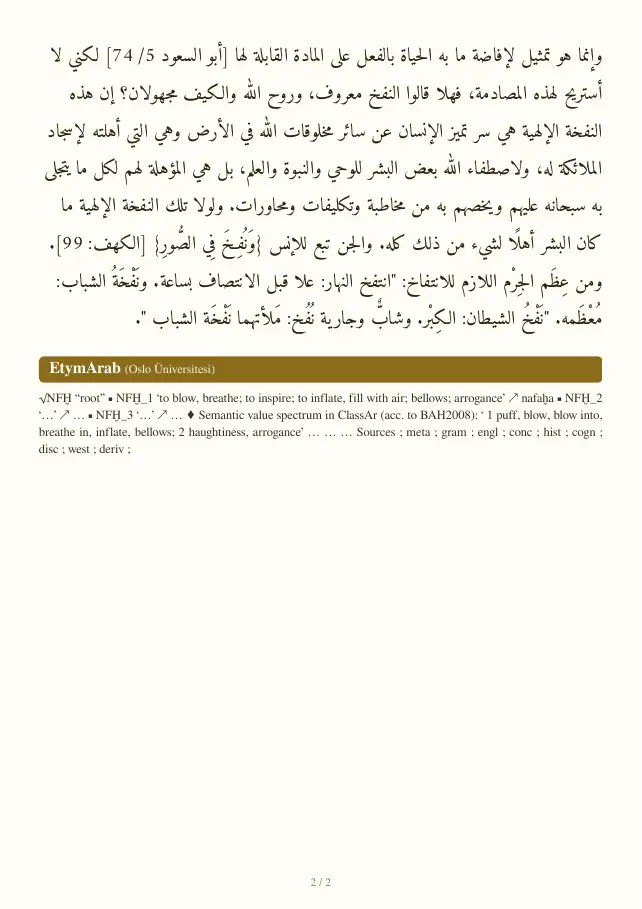 وإنما هو تمثيل لإفاضة ما به الحياة بالفعل على المادة القابلة لها [أبو السعود 5/ 74] لكني لا
أستريح لهذه المصادمة، فهلا قالوا النفخ معروف، وروح الله والكيف مجهولان؟ إن هذه
النفخة الإلهية هي سر تميز الإنسان عن سائر مخلوقات الله في الأرض وهي التي أهلته لإسجاد
الملائكة له، ولاصطفاء الله بعض البشر للوحي والنبوة والعلم، بل هي المؤهلة لهم لكل ما يتجلى
به سبحانه عليهم ويخصهم به من مخاطبة وتكليفات ومحاورات. ولولا تلك النفخة الإلهية ما
كان البشر أهلًا لشيء من ذلك كله. والجن تبع للإنس {وَنُفِخَ فِي الصُّورِ} [الكهف: 99].
ومن عِظَم الجِرْم اللازم للانتفاخ: "انتفخ النهار: علا قبل الانتصاف بساعة. ونَفْخَةُ الشباب:
مُعْظَمه. "نَفْخُ الشيطان: الكِبْر. وشابٌّ وجارية نُفُخ: مَلأتهما نَفْخَة الشباب ".
EtymArab (Oslo Üniversitesi)
√NFḪ “root” ▪ NFḪ_1 ‘to blow, breathe; to inspire; to inflate, fill with air; bellows; arrogance’ ↗ nafaḫa ▪ NFḪ_2
‘…’ ↗ … ▪ NFḪ_3 ‘…’ ↗ … ♦ Semantic value spectrum in ClassAr (acc. to BAH2008): ‘ 1 puff, blow, blow into,
breathe in, inflate, bellows; 2 haughtiness, arrogance’ … … … Sources ; meta ; gram ; engl ; conc ; hist ; cogn ;
disc ; west ; deriv ;
2 / 2